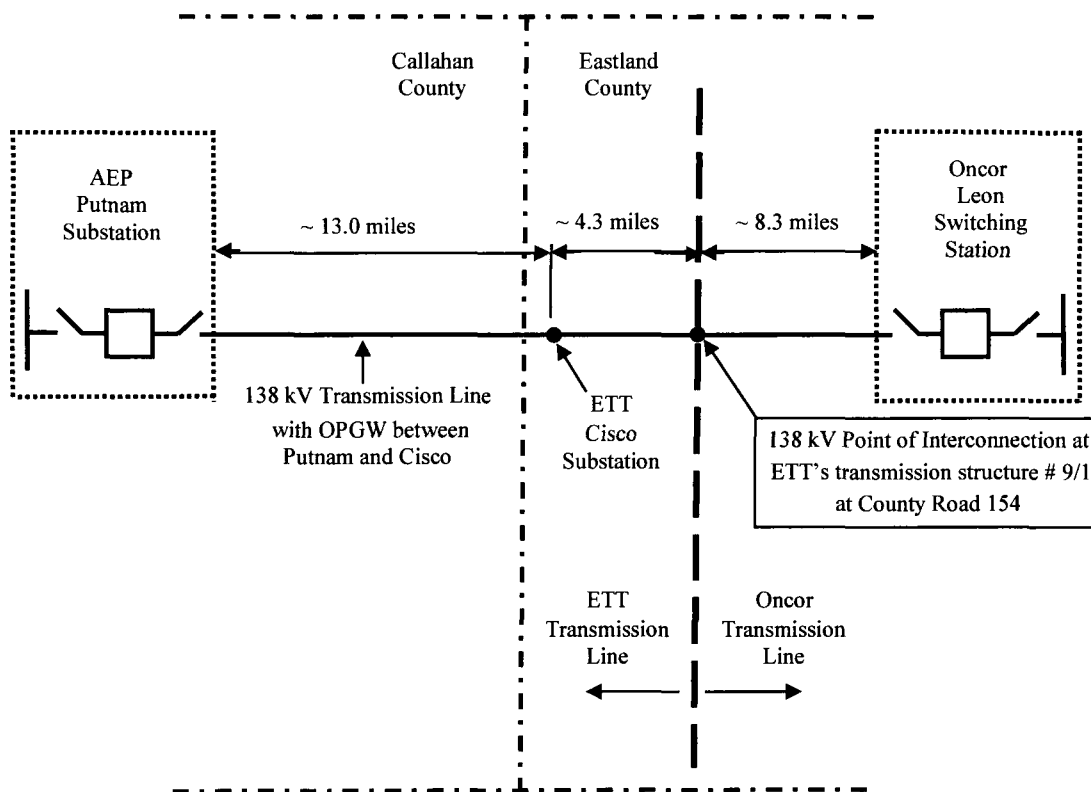 Callahan
County
Eastland
County
AEP
Putnam
Substation
Oncor
Leon
Switching
Station
~ 13.0 miles
~ 4.3 miles
~ 8.3 miles
138 kV Transmission Line
with OPGW between
Putnam and Cisco
ETT
Cisco
Substation
138 kV Point of Interconnection at
ETT's transmission structure # 9/1
at County Road 154
ETT
Transmission
Line
Oncor
Transmission
Line